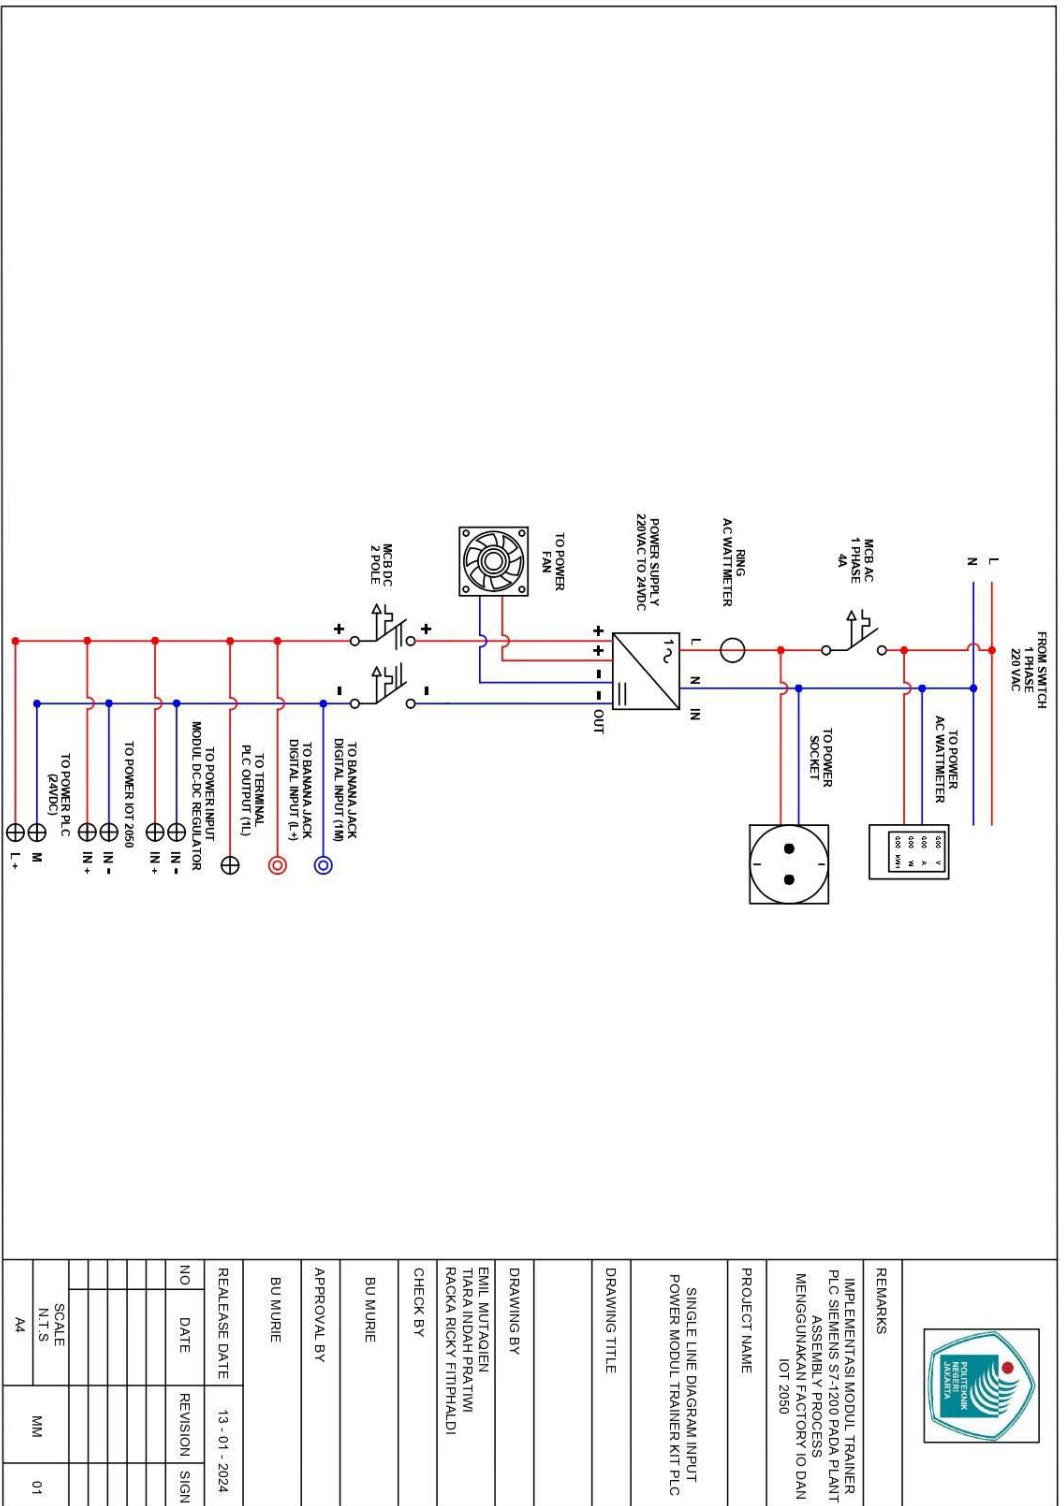 FROM SWITCH
1 PHASE
220 VAC
L
N
TO POWER
AC WATTMETER
000 V
000 A
000 W
MCB AC
1 PHASE
4A
TO POWER
SOCKET
RING
AC WATTMETER
L
N
IN
POWER SUPPLY
220VAC TO 24VDC
+
+
-
-
OUT
TO POWER
FAN
+
-
MCB DC
2 POLE
+
-
TO BANANA JACK
DIGITAL INPUT (1M)
TO BANANA JACK
DIGITAL INPUT (L+)
TO TERMINAL
PLC OUTPUT (1L)
TO POWER INPUT
MODUL DC-DC REGULATOR
IN -
IN +
TO POWER IOT 2050
IN -
IN +
TO POWER PLC
(24VDC)
M
L +
POLITEKNIK
NEGERI
JAKARTA
REMARKS
IMPLEMENTASI MODUL TRAINER
PLC SIEMENS S7-1200 PADA PLANT
ASSEMBLY PROCESS
MENGGUNAKAN FACTORY IO DAN
IOT 2050
PROJECT NAME
SINGLE LINE DIAGRAM INPUT
POWER MODUL TRAINER KIT PLC
DRAWING TITLE
DRAWING BY
EMIL MUTAQIEN
TIARA INDAH PRATIWI
RACKA RICKY FITIPHALDI
CHECK BY
BU MURIE
APPROVAL BY
BU MURIE
REALEASE DATE 13 - 01 - 2024
NO DATE REVISION SIGN
SCALE
N.T.S
MM 01
A4